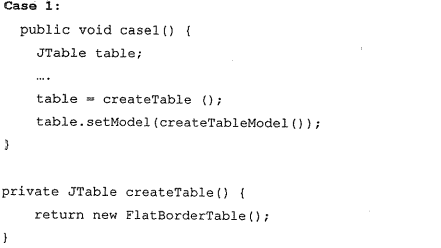 Case 1:
public void case1() {
JTable table;
....
table = createTable ();
table.setModel(createTableModel());
}
private JTable createTable() {
return new FlatBorderTable();
}